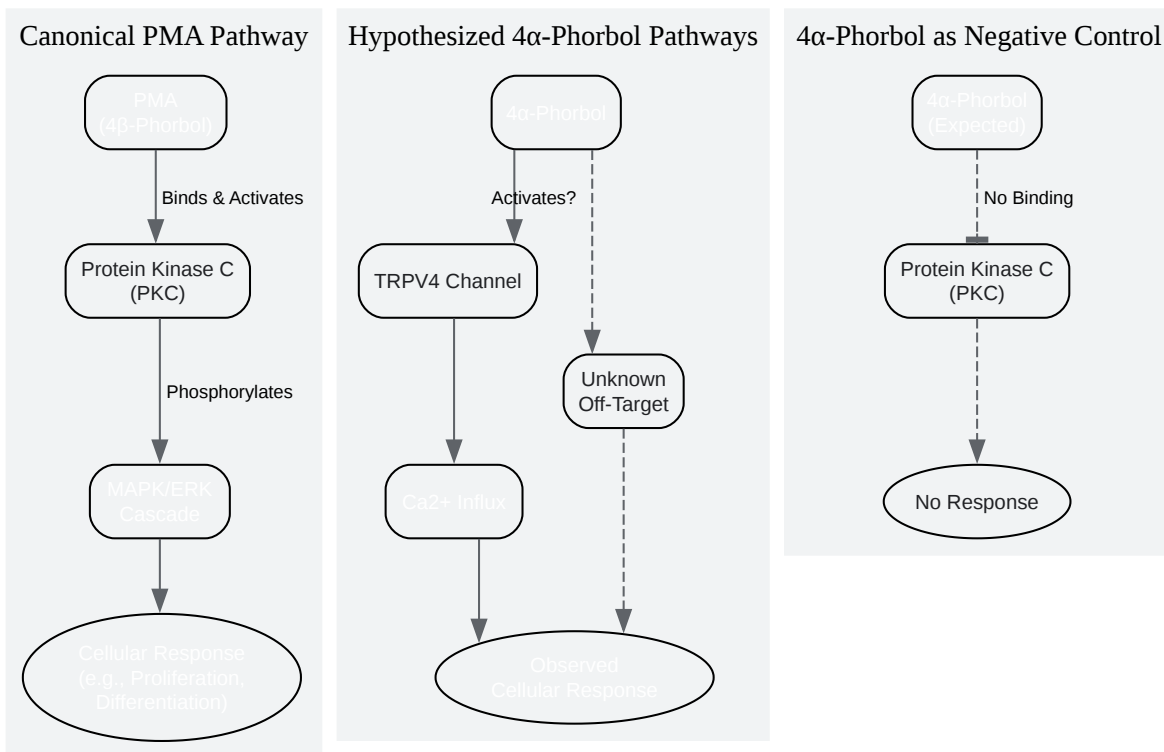 Canonical PMA Pathway
PMA
(4β-Phorbol)
Binds & Activates
Protein Kinase C
(PKC)
Phosphorylates
MAPK/ERK
Cascade
Cellular Response
(e.g., Proliferation,
Differentiation)
Hypothesized 4α-Phorbol Pathways
4α-Phorbol
Activates?
TRPV4 Channel
Unknown
Off-Target
Ca2+ Influx
Observed
Cellular Response
4α-Phorbol as Negative Control
4α-Phorbol
(Expected)
No Binding
Protein Kinase C
(PKC)
No Response